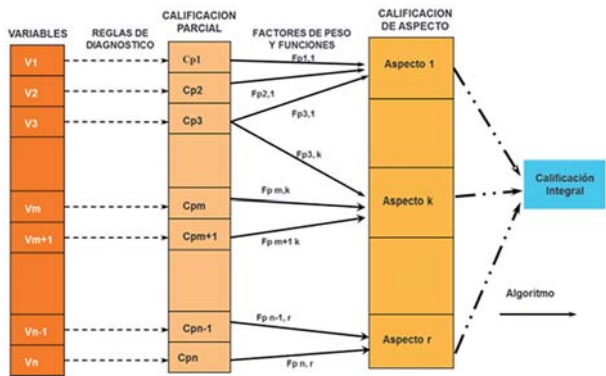 VARIABLES
REGLAS DE
DIAGNOSTICO
CALIFICACION
PARCIAL
FACTORES DE PESO
Y FUNCIONES
CALIFICACION
DE ASPECTO
V1
V2
V3
Vm
Vm+1
Vn-1
Vn
Cp1
Cp2
Cp3
Cpm
Cpm+1
Cpn-1
Cpn
Fp1,1
Fp2,1
Fp3,1
Fp3, k
Fp m,k
Fp m+1 k
Fp n-1, r
Fp n, r
Aspecto 1
Aspecto k
Aspecto r
Calificación
Integral
Algoritmo